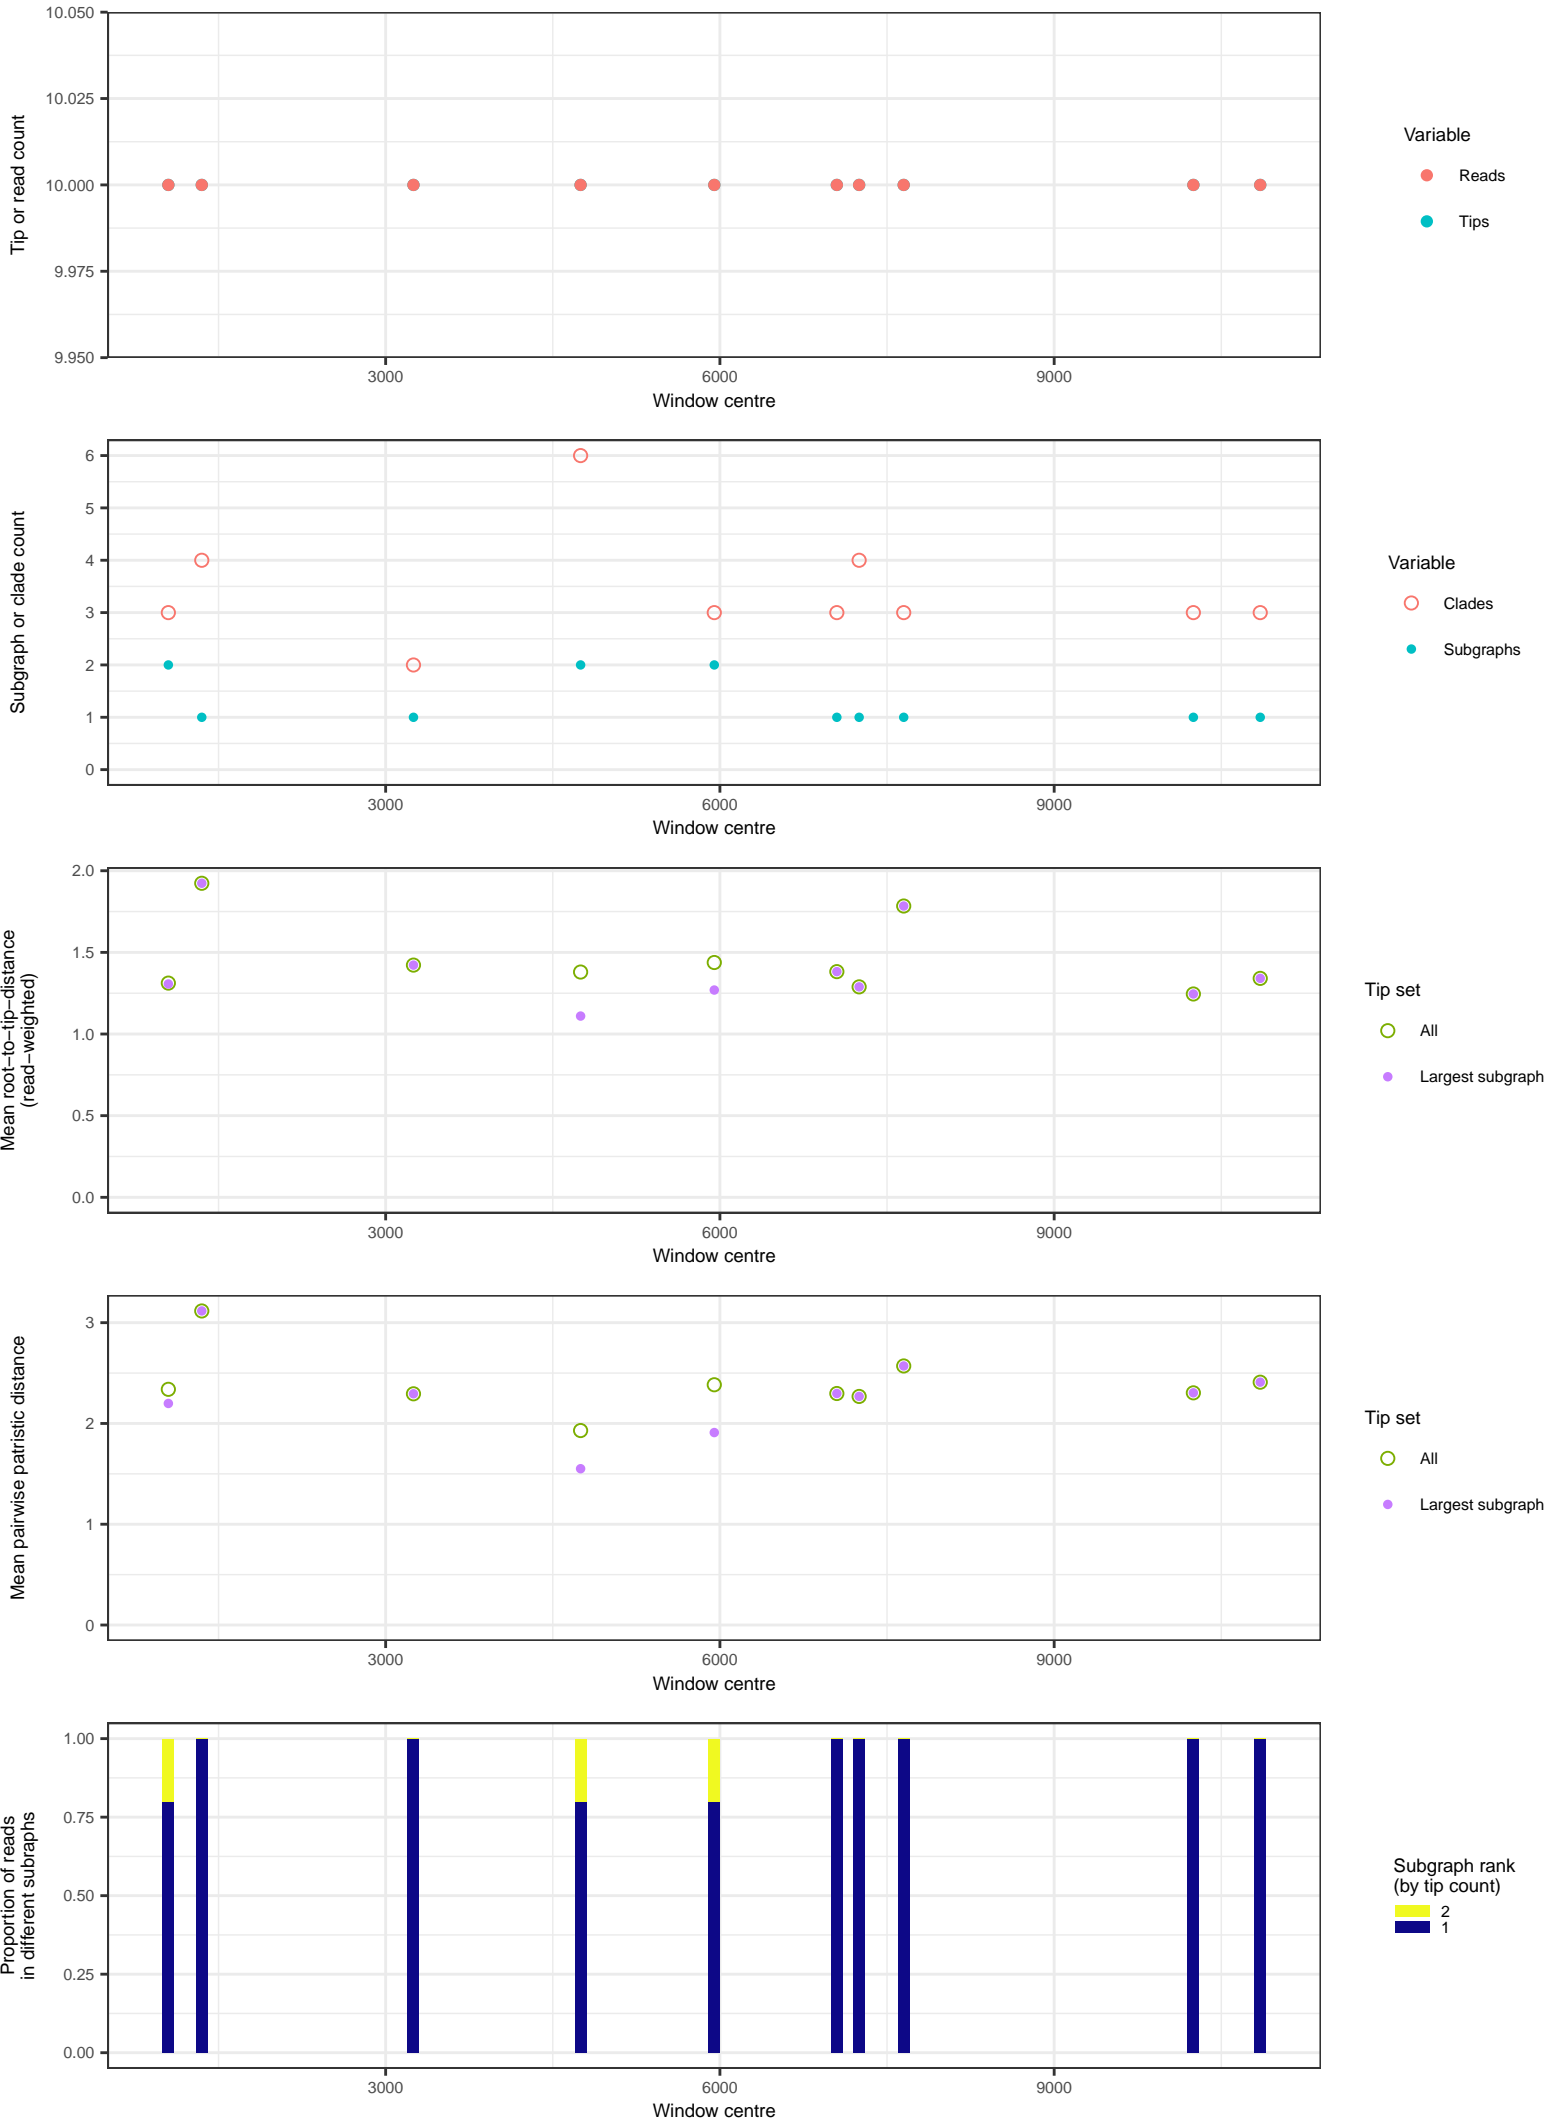 10.050
10.025
10.000
9.975
9.950
Tip or read count
3000
6000
9000
Window centre
Variable
Reads
Tips
6
5
4
3
2
1
0
Subgraph or clade count
3000
6000
9000
Window centre
Variable
Clades
Subgraphs
2.0
1.5
1.0
0.5
0.0
Mean root−to−tip−distance
(read−weighted)
3000
6000
9000
Window centre
Tip set
All
Largest subgraph
3
2
1
0
Mean pairwise patristic distance
3000
6000
9000
Window centre
Tip set
All
Largest subgraph
1.00
0.75
0.50
0.25
0.00
Proportion of reads
in different subraphs
3000
6000
9000
Window centre
Subgraph rank
(by tip count)
2
1